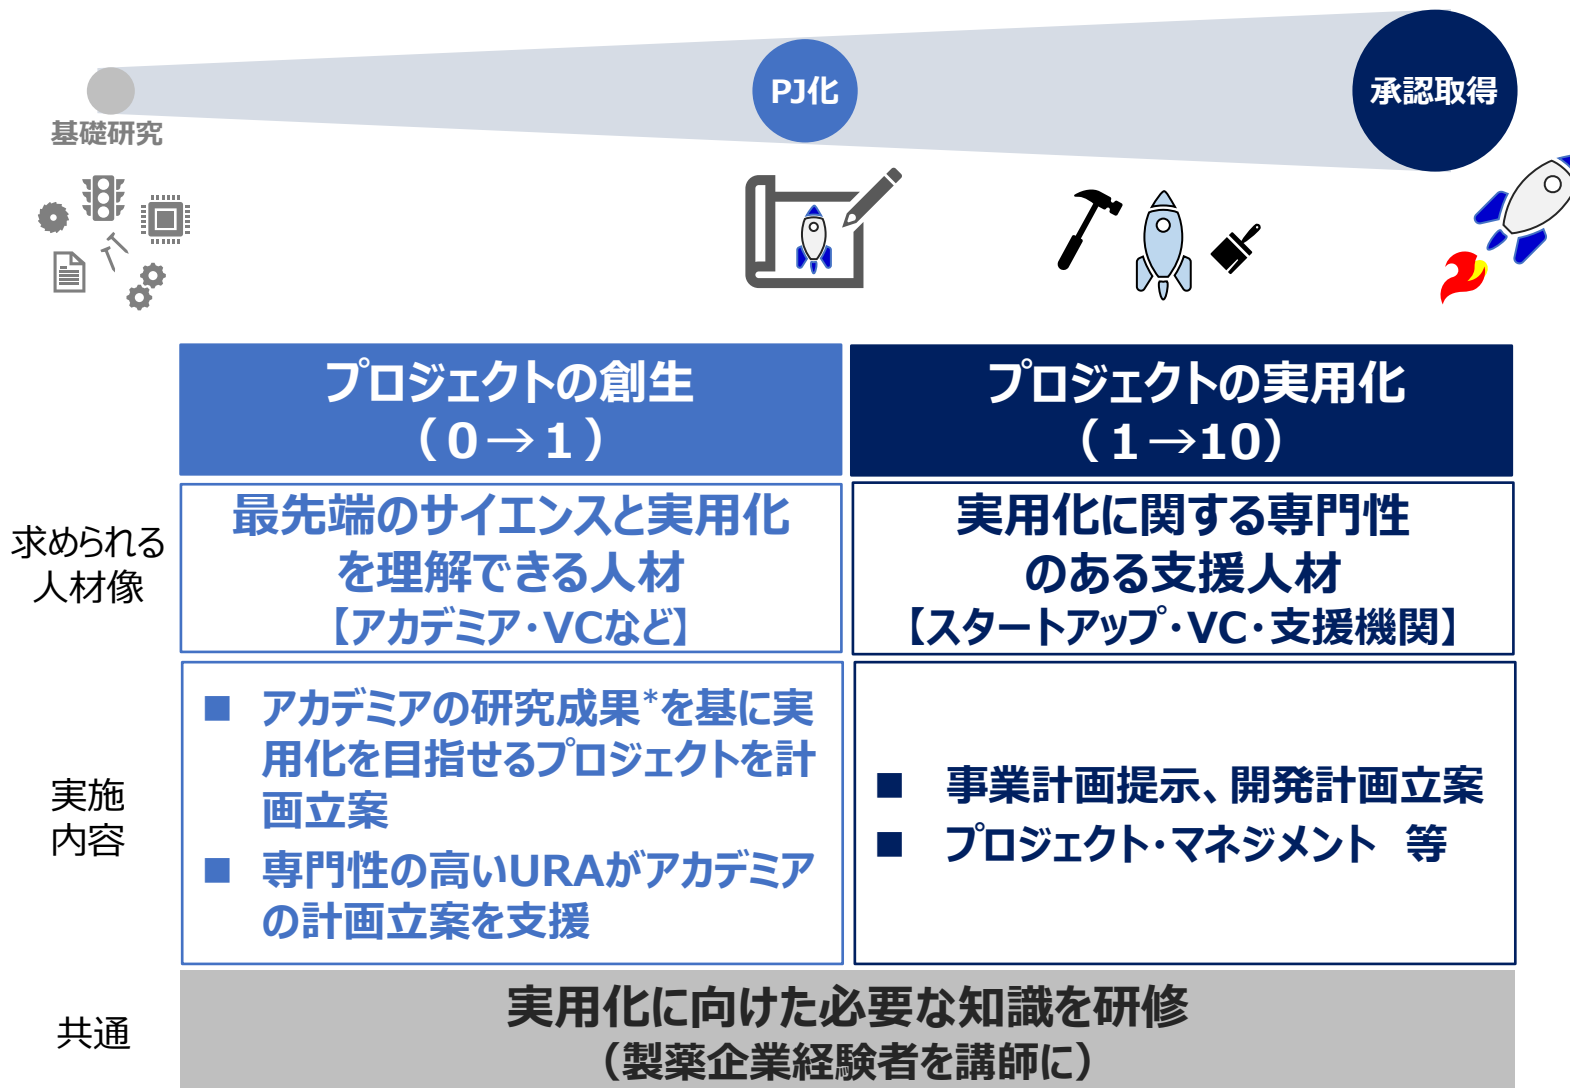 基礎研究
PJ化
承認取得
プロジェクトの創生
（０→１）
プロジェクトの実用化
（１→10）
求められる
人材像
最先端のサイエンスと実用化
を理解できる人材
【アカデミア・VCなど】
実用化に関する専門性
のある支援人材
【スタートアップ・VC・支援機関】
実施
内容
■ アカデミアの研究成果*を基に実
用化を目指せるプロジェクトを計
画立案
■ 専門性の高いURAがアカデミア
の計画立案を支援
■ 事業計画提示、開発計画立案
■ プロジェクト・マネジメント 等
共通
実用化に向けた必要な知識を研修
（製薬企業経験者を講師に）